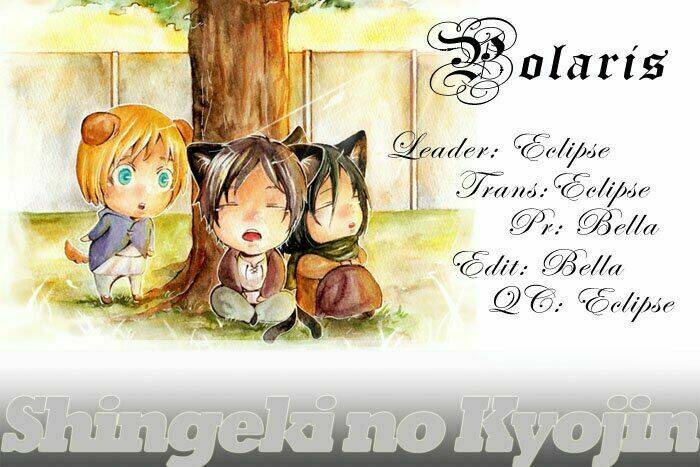 Polaris
Leader: Eclipse
Trans: Eclipse
Pr: Bella
Edit: Bella
QC: Eclipse
Shingeki no Kyojin